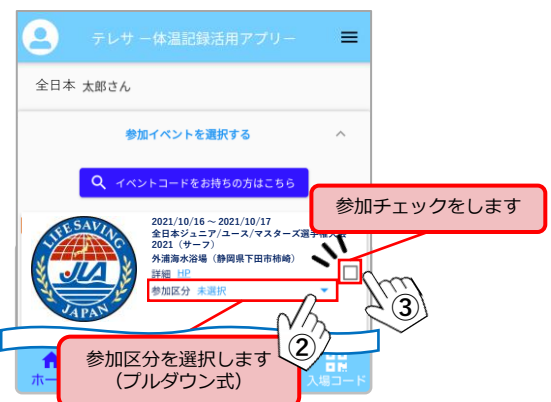 テレサ ー体温記録活用アプリー
全日本 太郎さん
参加イベントを選択する
イベントコードをお持ちの方はこちら
参加チェックをします
2021/10/16 ~ 2021/10/17
全日本ジュニア/ユース/マスターズ選手権大会
2021（サーフ）
外浦海水浴場（静岡県下田市柿崎）
詳細 HP
参加区分 未選択
LIFESAVING
JLA
JAPAN
③
②
参加区分を選択します
（プルダウン式）
ホー
入場コード